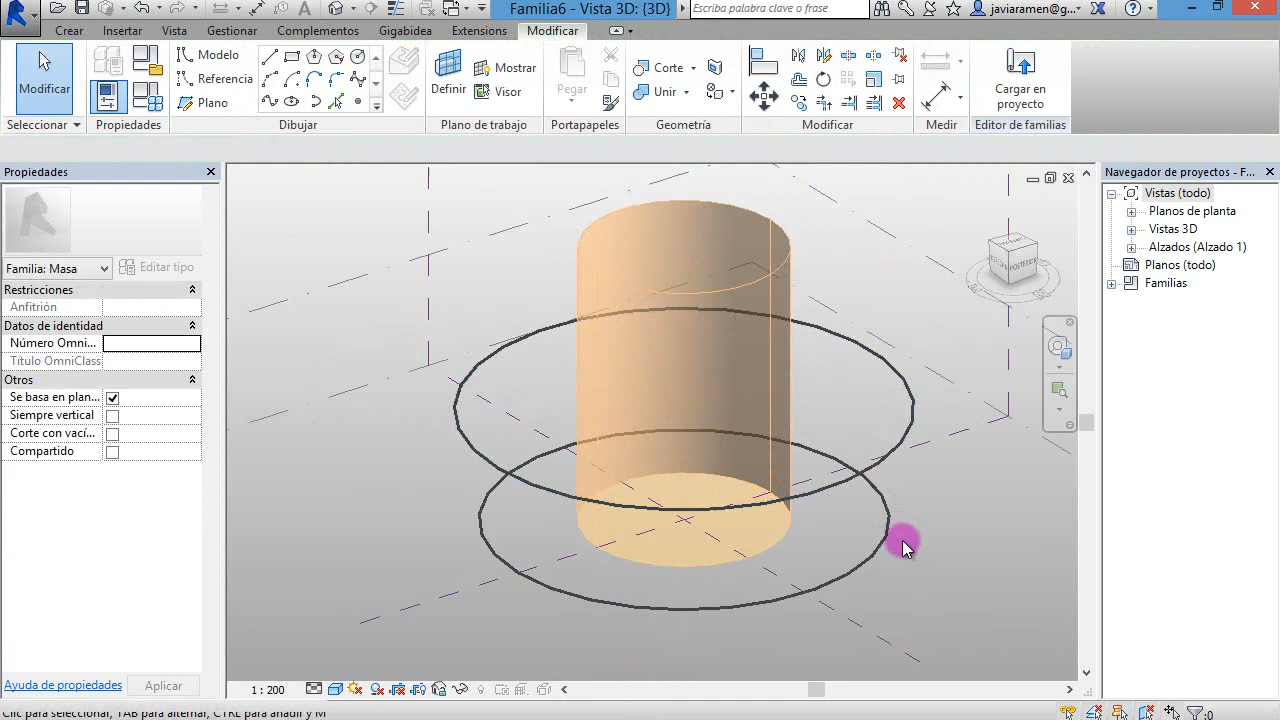 Familia6 - Vista 3D: {3D}
Escriba palabra clave o frase
javiaramen@g...
Crear Insertar Vista Gestionar Complementos Gigabidea Extensions Modificar
Modificar
Modelo
Referencia
Plano
Definir
Mostrar
Visor
Pegar
Corte
Unir
Cargar en
proyecto
Seleccionar Propiedades Dibujar Plano de trabajo Portapapeles Geometría Modificar Medir Editor de familias
Propiedades
Familia: Masa
Editar tipo
Restricciones
Anfitrión
Datos de identidad
Número Omni...
Título OmniClass
Otros
Se basa en plan...
Siempre vertical
Corte con vací...
Compartido
Ayuda de propiedades
Aplicar
POSTERIOR
1 : 200
Navegador de proyectos - F...
Vistas (todo)
Planos de planta
Vistas 3D
Alzados (Alzado 1)
Planos (todo)
Familias
Clic para seleccionar, TAB para alternar, CTRL para añadir y M
:0